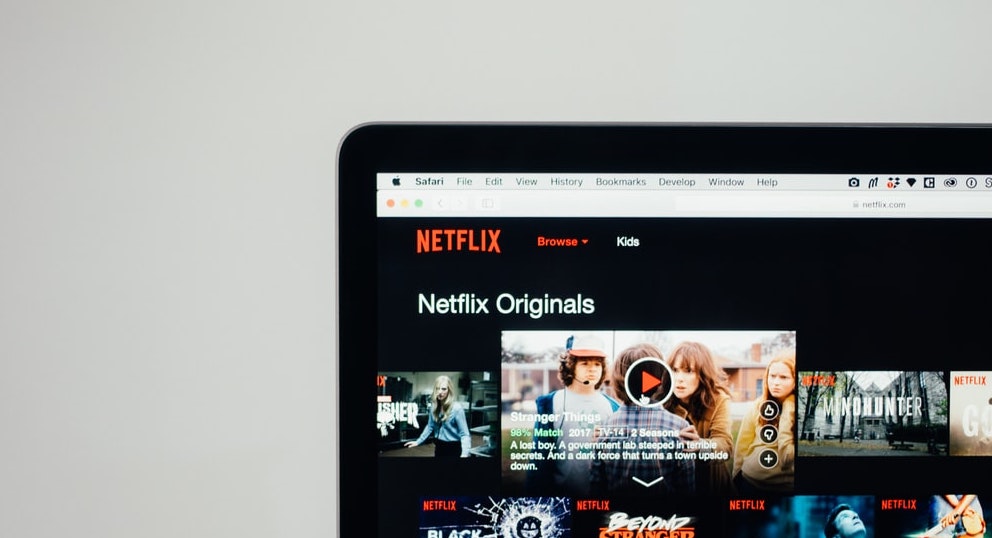 Safari File Edit View History Bookmarks Develop Window Help
netflix.com
NETFLIX Browse Kids
Netflix Originals
NETFLIX
NETFLIX
MINDHUNTER
Stranger Things
98% Match 2017 TV-14 2 Seasons
A lost boy. A government lab steeped in terrible
secrets. And a dark force that turns a town upside
down.
NETFLIX
NETFLIX
NETFLIX
NETFLIX
BLACK
BEYOND
STRANGER